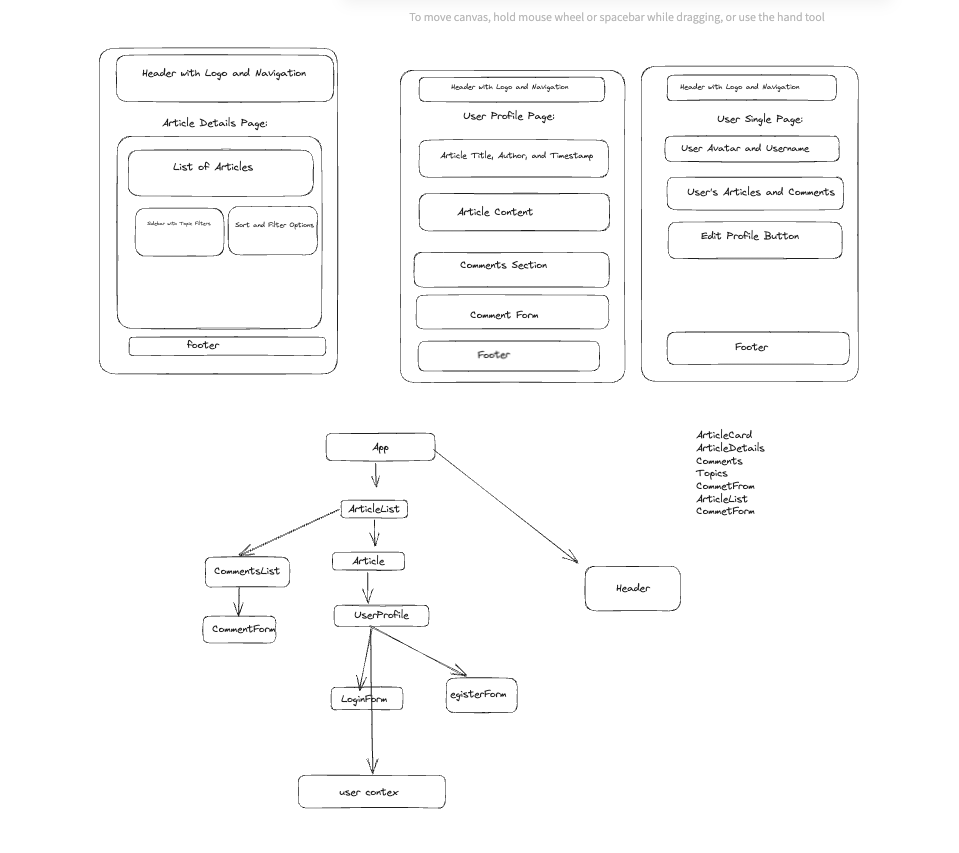 To move canvas, hold mouse wheel or spacebar while dragging, or use the hand tool
Header with Logo and Navigation
Article Details Page:
List of Articles
Sidebar with Topic Filters
Sort and Filter Options
footer
Header with Logo and Navigation
User Profile Page:
Article Title, Author, and Timestamp
Article Content
Comments Section
Comment Form
Footer
Header with Logo and Navigation
User Single Page:
User Avatar and Username
User's Articles and Comments
Edit Profile Button
Footer
App
ArticleList
CommentsList
Article
CommentForm
UserProfile
LoginForm
egisterForm
user contex
Header
ArticleCard
ArticleDetails
Comments
Topics
CommetFrom
ArticleList
CommetForm